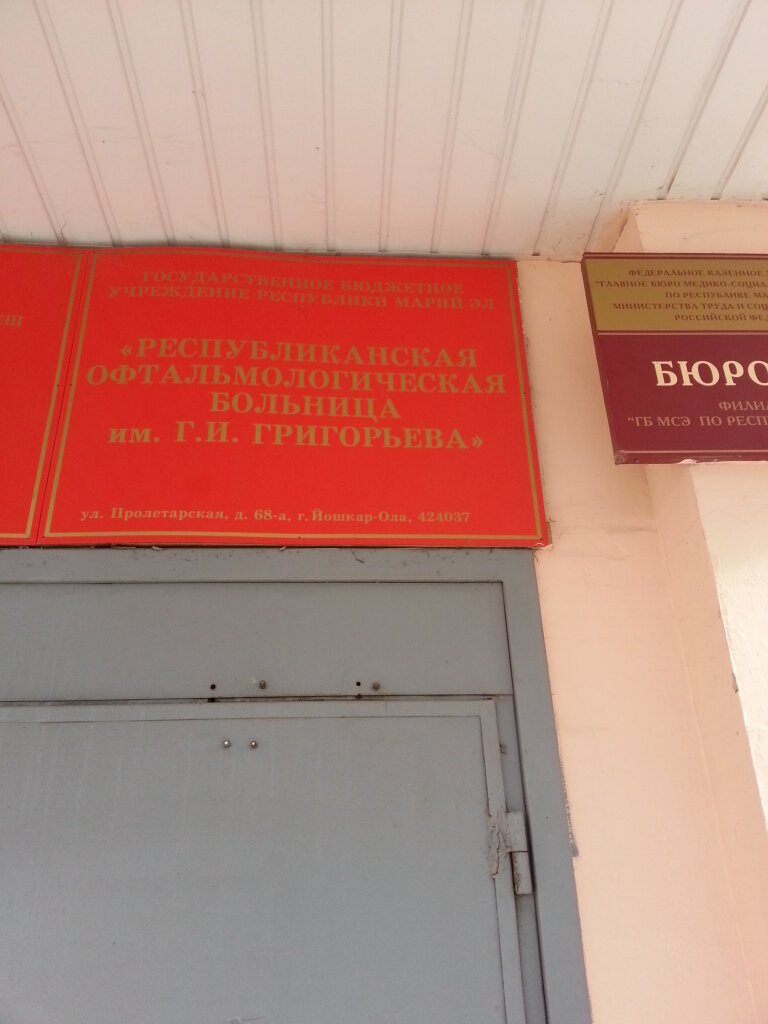 ГОСУДАРСТВЕННОЕ БЮДЖЕТНОЕ
УЧРЕЖДЕНИЕ РЕСПУБЛИКИ МАРИЙ ЭЛ
«РЕСПУБЛИКАНСКАЯ
ОФТАЛЬМОЛОГИЧЕСКАЯ
БОЛЬНИЦА
им. Г.И. ГРИГОРЬЕВА»
ул. Пролетарская, д. 68-а, г. Йошкар-Ола, 424037
ФЕДЕРАЛЬНОЕ КАЗЕННОЕ
"ГЛАВНОЕ БЮРО МЕДИКО-СОЦИА
ПО РЕСПУБЛИКЕ МА
МИНИСТЕРСТВА ТРУДА И СОЦ
РОССИЙСКОЙ ФЕД
БЮРО
ФИЛИА
"ГБ МСЭ ПО РЕСП